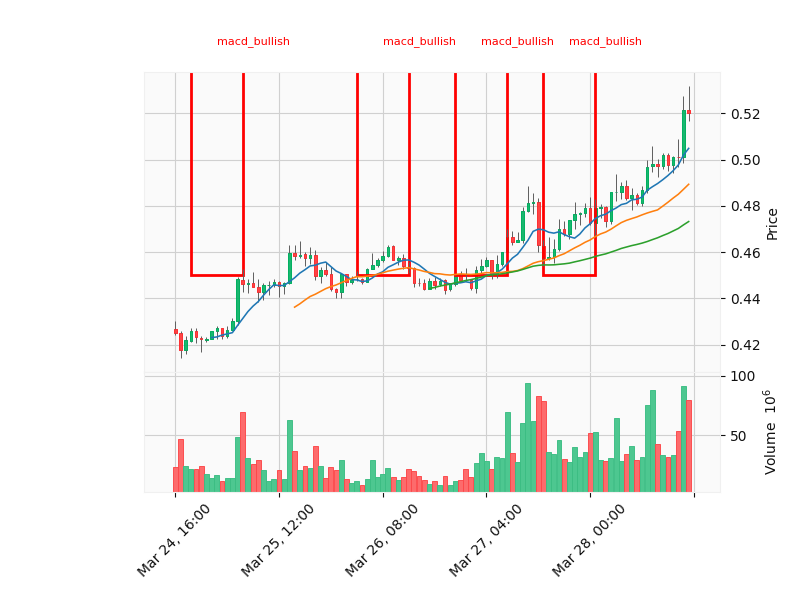 macd_bullish macd_bullish macd_bullish macd_bullish
0.52
0.50
0.48
0.46
0.44
0.42
Price
100
50
Volume 10^6
Mar 24, 16:00
Mar 25, 12:00
Mar 26, 08:00
Mar 27, 04:00
Mar 28, 00:00